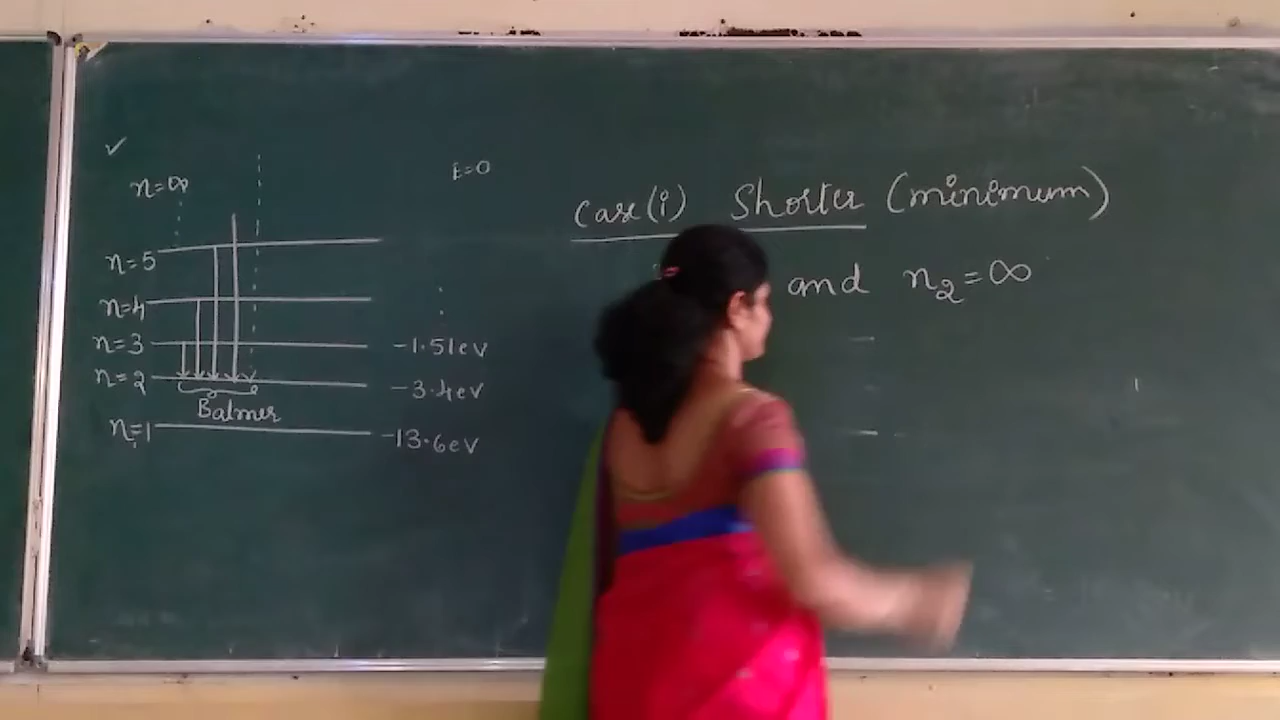 ✓
n=∞ E=0
n=5
n=4
n=3 -1.51ev
n=2 -3.4ev
Balmer
n=1 -13.6ev
Case(i) Shorter (minimum)
and n₂=∞